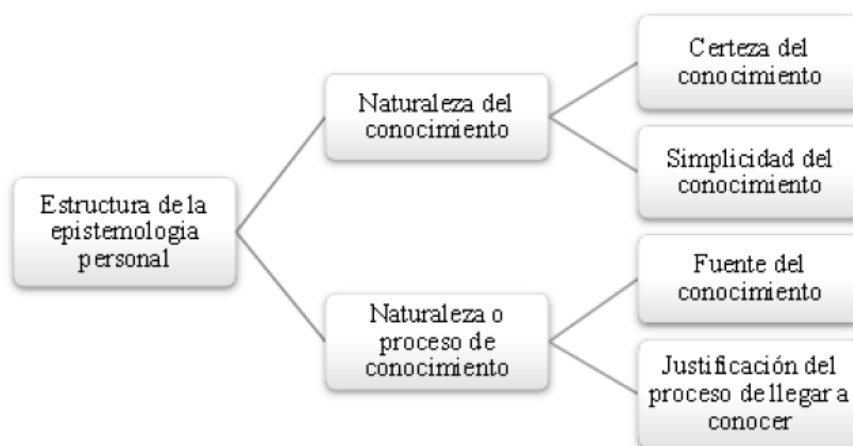 Estructura de la
epistemologia
personal
Naturaleza del
conocimiento
Certeza del
conocimiento
Simplicidad del
conocimiento
Naturaleza o
proceso de
conocimiento
Fuente del
conocimiento
Justificación del
proceso de llegar a
conocer